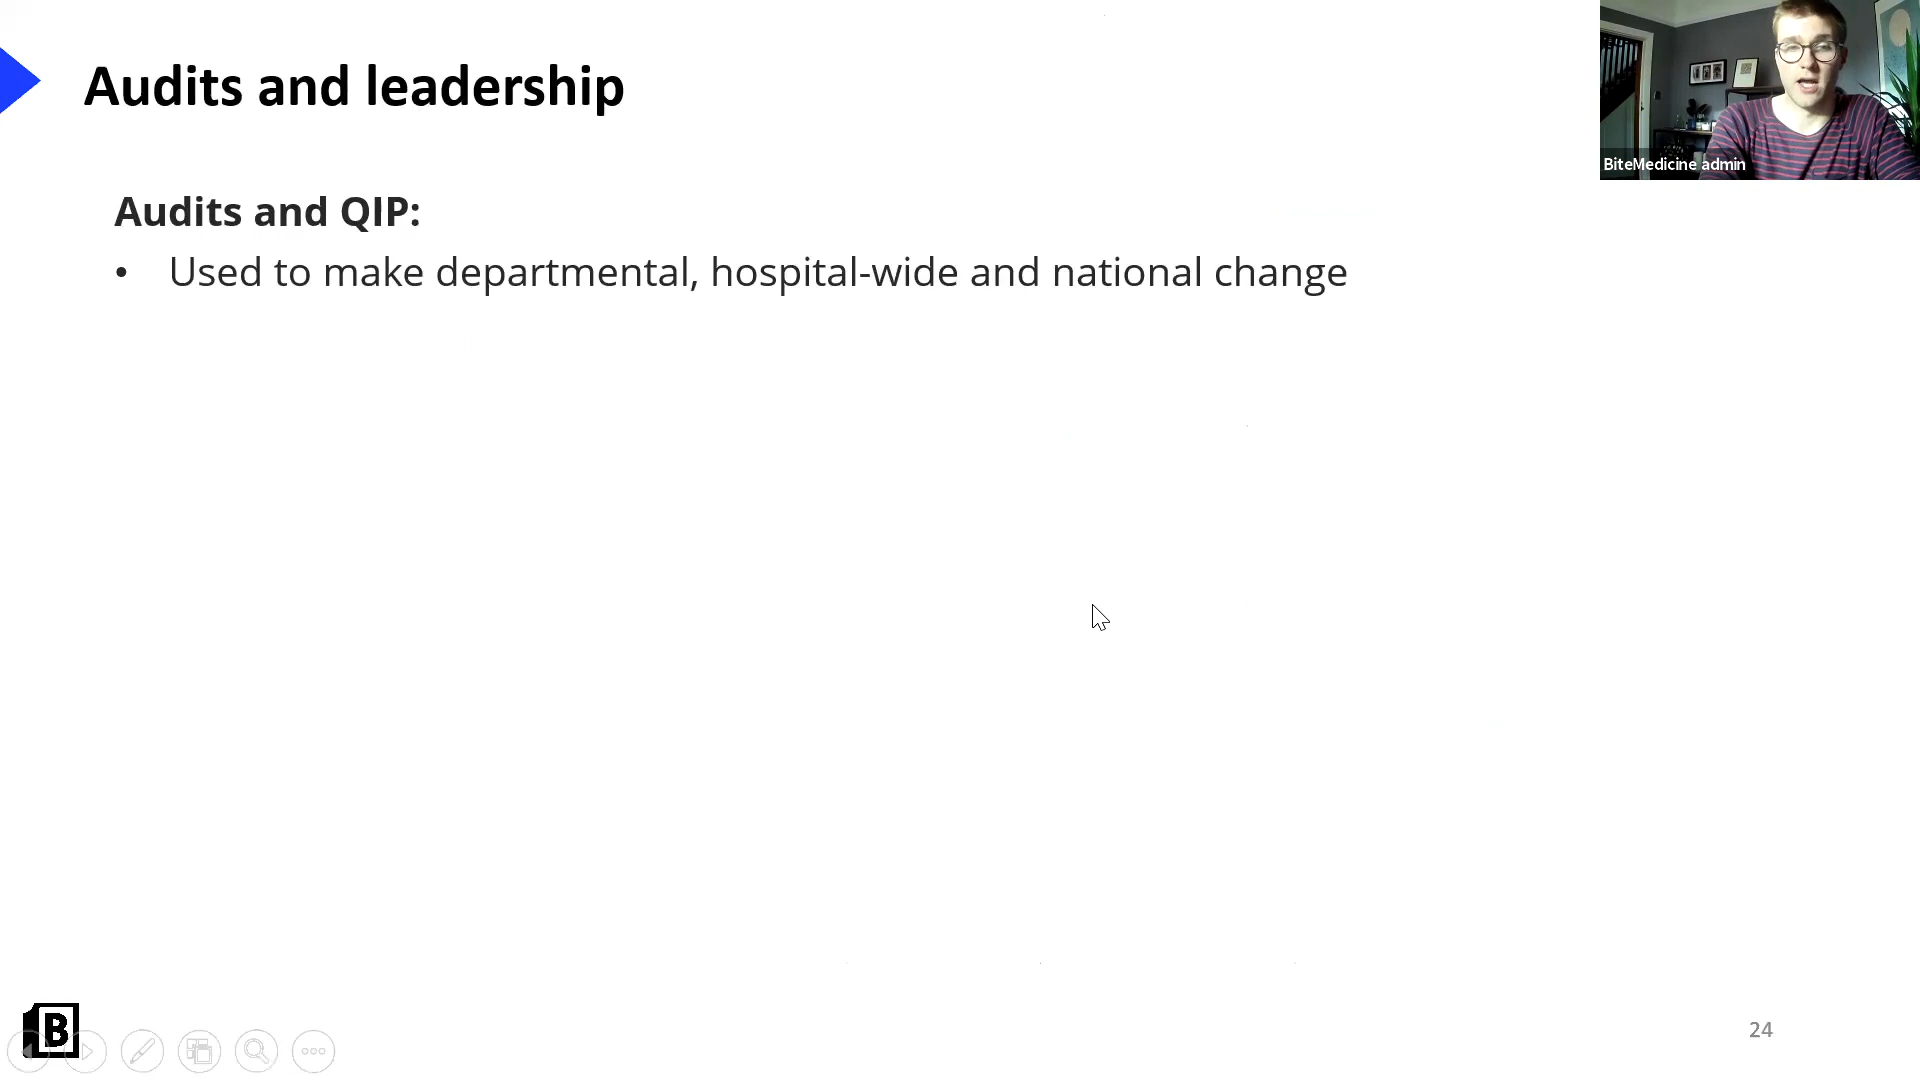 Audits and leadership
BiteMedicine admin
Audits and QIP:
• Used to make departmental, hospital-wide and national change
B
24